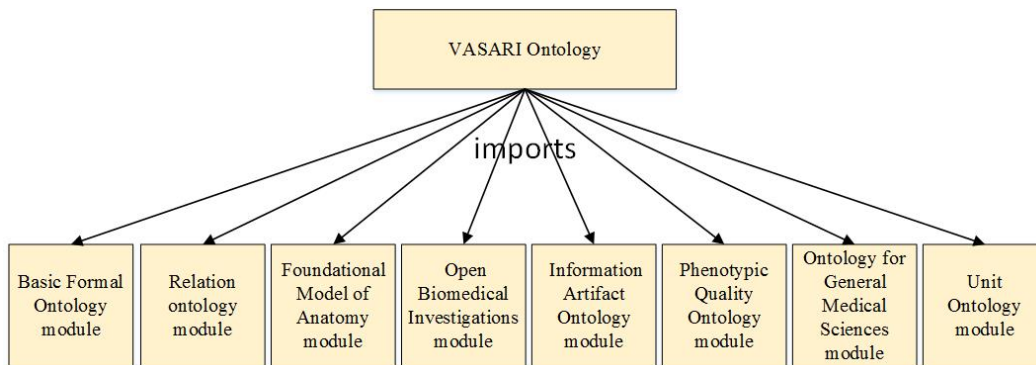 VASARI Ontology
imports
Basic Formal
Ontology
module
Relation
ontology
module
Foundational
Model of
Anatomy
module
Open
Biomedical
Investigations
module
Information
Artifact
Ontology
module
Phenotypic
Quality
Ontology
module
Ontology for
General
Medical
Sciences
module
Unit
Ontology
module